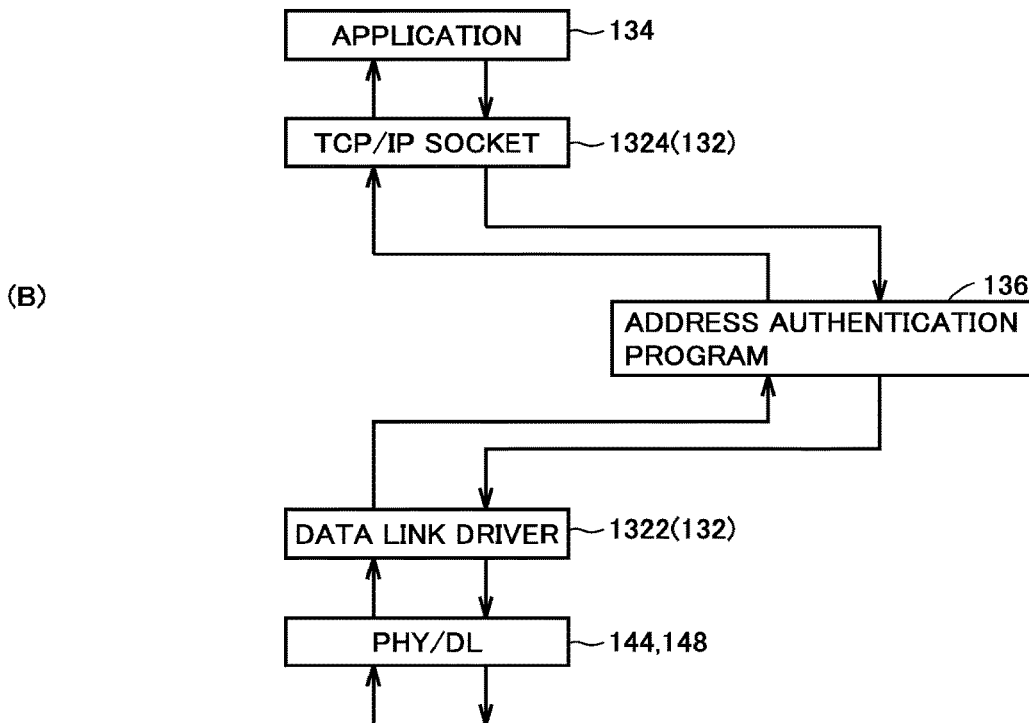 APPLICATION 134
TCP/IP SOCKET 1324(132)
(B)
136
ADDRESS AUTHENTICATION
PROGRAM
DATA LINK DRIVER 1322(132)
PHY/DL 144,148